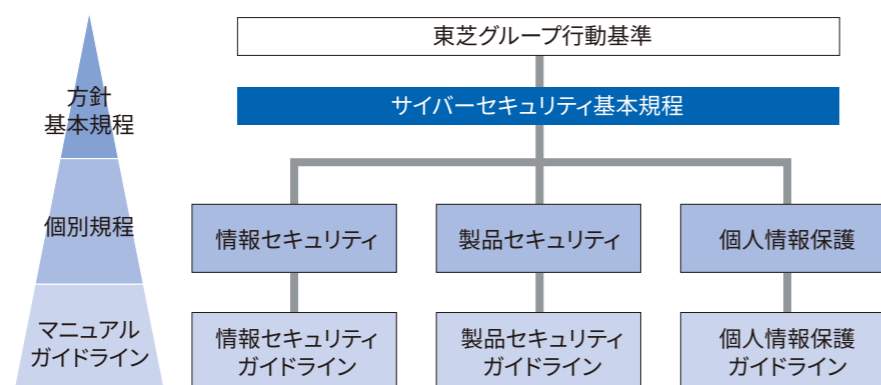 東芝グループ行動基準
方針
基本規程
サイバーセキュリティ基本規程
個別規程
情報セキュリティ
製品セキュリティ
個人情報保護
マニュアル
ガイドライン
情報セキュリティ
ガイドライン
製品セキュリティ
ガイドライン
個人情報保護
ガイドライン